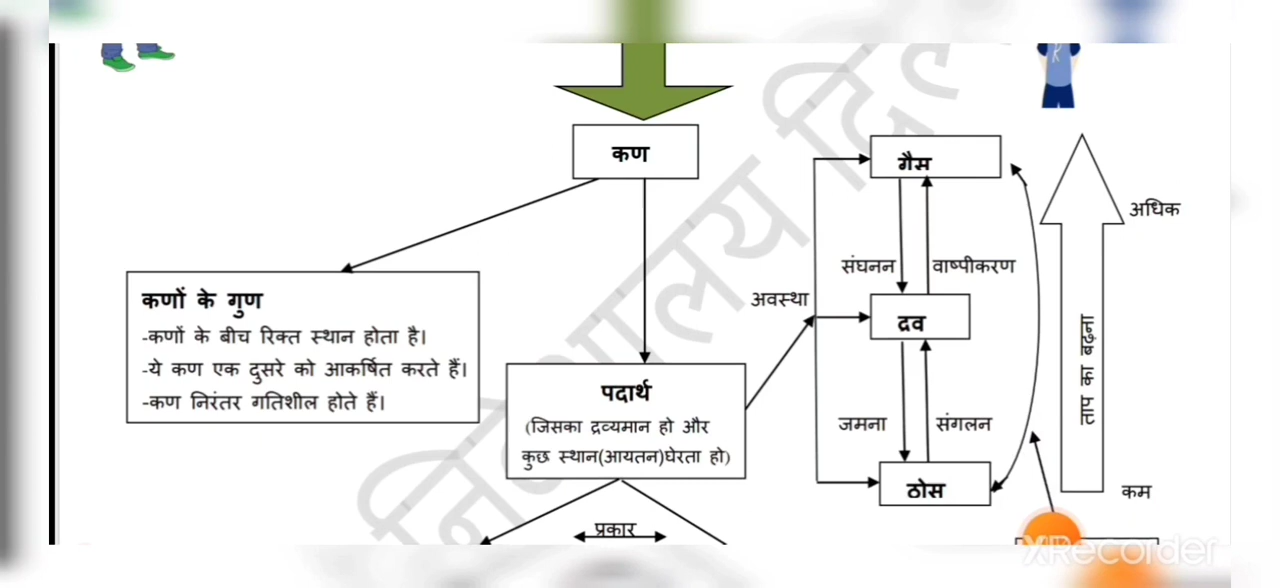 कण
गैस
अधिक
संघनन
वाष्पीकरण
कणों के गुण
-कणों के बीच रिक्त स्थान होता है।
-ये कण एक दुसरे को आकर्षित करते हैं।
-कण निरंतर गतिशील होते हैं।
अवस्था
द्रव
ताप का बढ़ना
पदार्थ
(जिसका द्रव्यमान हो और
कुछ स्थान(आयतन)घेरता हो)
जमना
संगलन
ठोस
कम
प्रकार
XRecorder